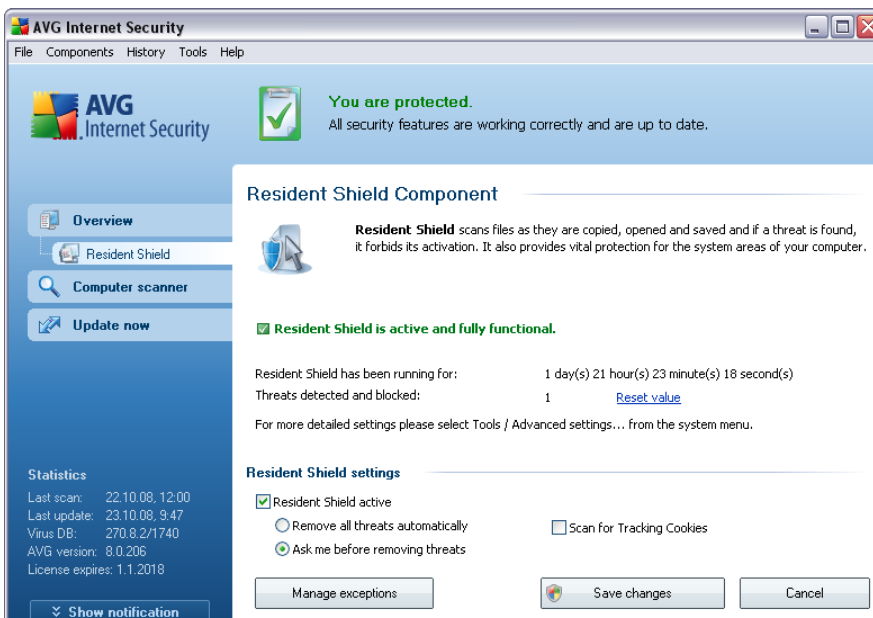 AVG Internet Security
File Components History Tools Help
AVG
Internet Security
You are protected.
All security features are working correctly and are up to date.
Overview
Resident Shield
Computer scanner
Update now
Statistics
Last scan: 22.10.08, 12:00
Last update: 23.10.08, 9:47
Virus DB: 270.8.2/1740
AVG version: 8.0.206
License expires: 1.1.2018
Show notification
Resident Shield Component
Resident Shield scans files as they are copied, opened and saved and if a threat is found,
it forbids its activation. It also provides vital protection for the system areas of your computer.
Resident Shield is active and fully functional.
Resident Shield has been running for: 1 day(s) 21 hour(s) 23 minute(s) 18 second(s)
Threats detected and blocked: 1 Reset value
For more detailed settings please select Tools / Advanced settings... from the system menu.
Resident Shield settings
Resident Shield active
Remove all threats automatically
Scan for Tracking Cookies
Ask me before removing threats
Manage exceptions
Save changes
Cancel